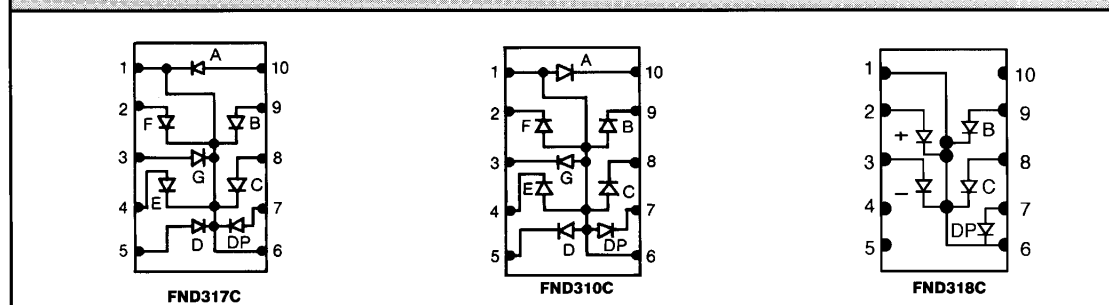 A
1 10
2 9
F B
3 8
G
E C
4 7
5 D DP 6
FND317C
A
1 10
2 9
F B
3 8
G
E C
4 7
5 D DP 6
FND310C
1 10
2 9
+ B
3 8
− C
4 7
DP
5 6
FND318C